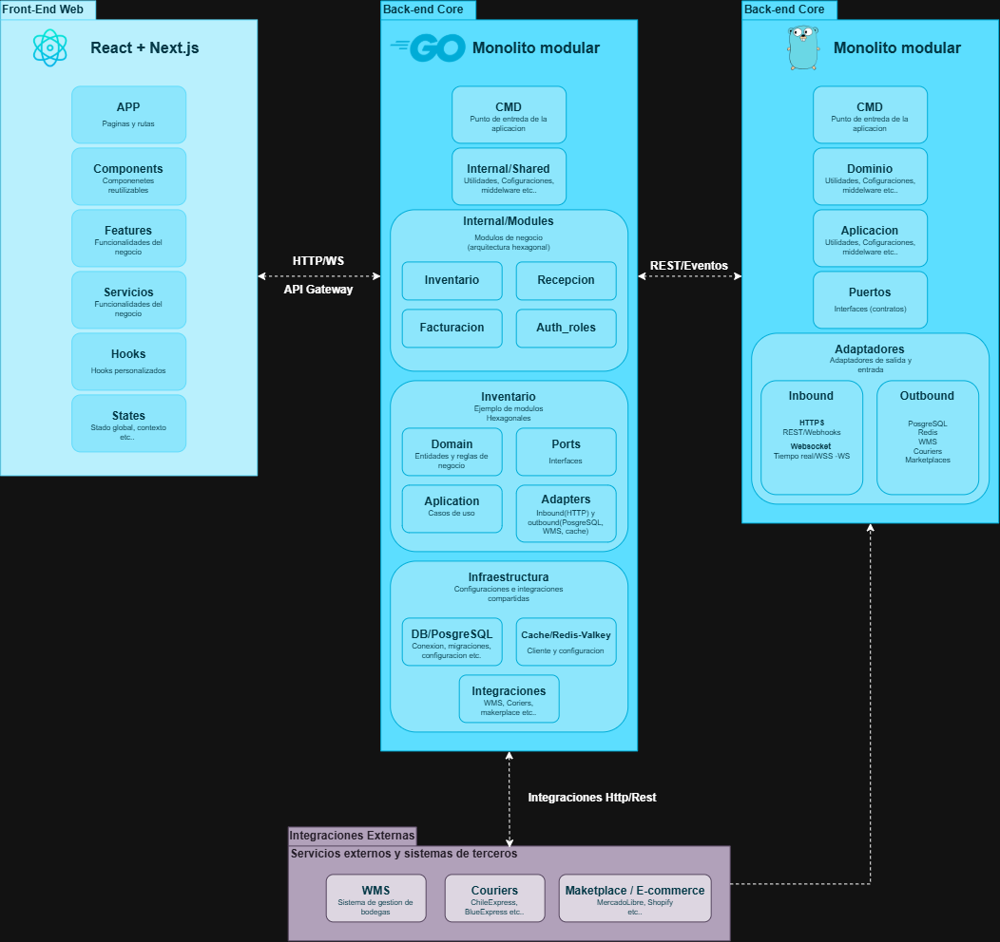 Front-End Web
React + Next.js
APP
Paginas y rutas
Components
Componenetes
reutilizables
Features
Funcionalidades del
negocio
Servicios
Funcionalidades del
negocio
Hooks
Hooks personalizados
States
Stado global, contexto
etc..
HTTP/WS
API Gateway
Back-end Core
GO
Monolito modular
CMD
Punto de entreda de la
aplicacion
Internal/Shared
Utilidades, Cofiguraciones,
middelware etc..
Internal/Modules
Modulos de negocio
(arquitectura hexagonal)
Inventario
Recepcion
Facturacion
Auth_roles
Inventario
Ejemplo de modulos
Hexagonales
Domain
Entidades y reglas de
negocio
Ports
Interfaces
Aplication
Casos de uso
Adapters
Inbound(HTTP) y
outbound(PosgreSQL,
WMS, cache)
Infraestructura
Configuraciones e integraciones
compartidas
DB/PosgreSQL
Conexion, migraciones,
configuracion etc.
Cache/Redis-Valkey
Cliente y configuracion
Integraciones
WMS, Coriers,
makerplace etc..
REST/Eventos
Back-end Core
Monolito modular
CMD
Punto de entreda de la
aplicacion
Dominio
Utilidades, Cofiguraciones,
middelware etc..
Aplicacion
Utilidades, Cofiguraciones,
middelware etc..
Puertos
Interfaces (contratos)
Adaptadores
Adaptadores de salida y
entrada
Inbound
HTTPS
REST/Webhooks
Websocket
Tiempo real/WSS -WS
Outbound
PosgreSQL
Redis
WMS
Couriers
Marketplaces
Integraciones Http/Rest
Integraciones Externas
Servicios externos y sistemas de terceros
WMS
Sistema de gestion de
bodegas
Couriers
ChileExpress,
BlueExpress etc..
Maketplace / E-commerce
MercadoLibre, Shopify
etc..